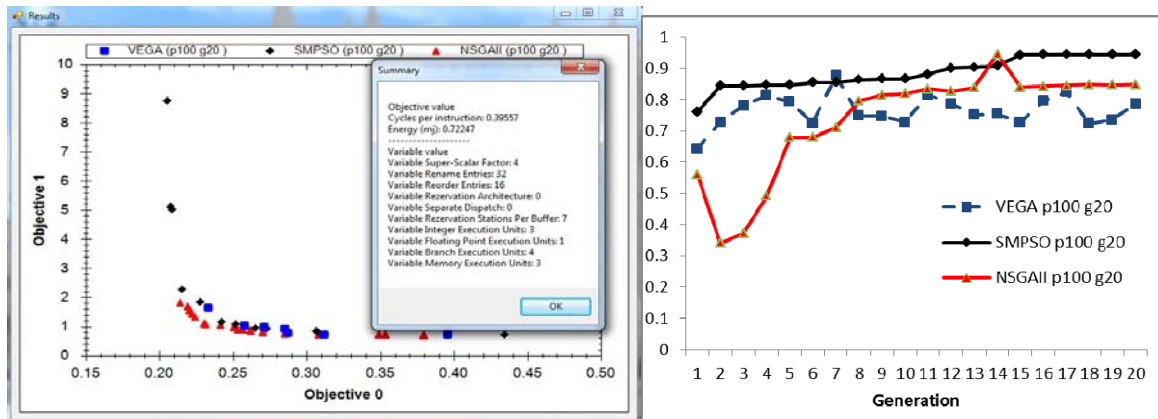 Results
VEGA (p100 g20 ) SMPSO (p100 g20 ) NSGAII (p100 g20 )
10
9
8
7
6
5
4
3
2
1
0
Objective 1
0.15 0.20 0.25 0.30 0.35 0.40 0.45 0.50
Objective 0
Summary
Objective value
Cycles per instruction: 0.39557
Energy (mj): 0.72247
--------------------
Variable value
Variable Super-Scalar Factor: 4
Variable Rename Entries: 32
Variable Reorder Entries: 16
Variable Rezervation Architecture: 0
Variable Separate Dispatch: 0
Variable Rezervation Stations Per Buffer: 7
Variable Integer Execution Units: 3
Variable Floating Point Execution Units: 1
Variable Branch Execution Units: 4
Variable Memory Execution Units: 3
OK
1
0.9
0.8
0.7
0.6
0.5
0.4
0.3
0.2
0.1
0
VEGA p100 g20
SMPSO p100 g20
NSGAII p100 g20
1 2 3 4 5 6 7 8 9 10 11 12 13 14 15 16 17 18 19 20
Generation